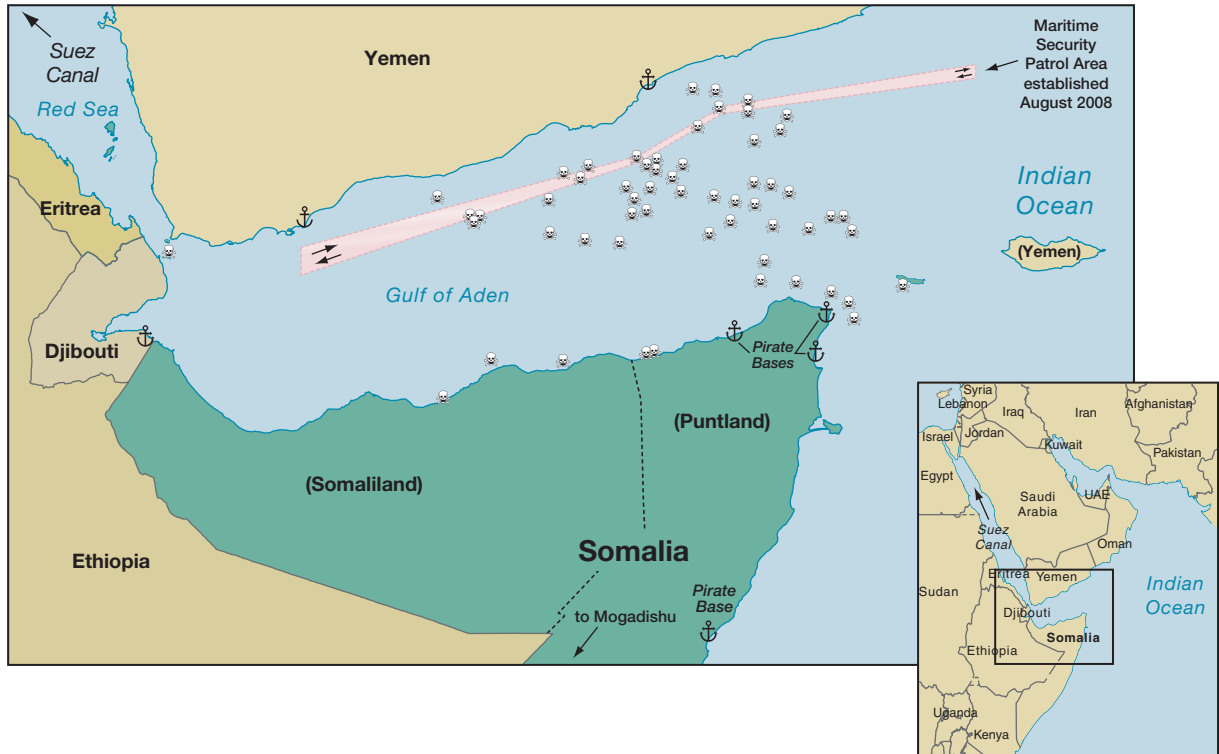 Suez
Canal
Red Sea
Yemen
Maritime
Security
Patrol Area
established
August 2008
Indian
Ocean
(Yemen)
Eritrea
Gulf of Aden
Djibouti
Pirate
Bases
(Puntland)
(Somaliland)
Somalia
Ethiopia
Pirate
Base
to Mogadishu
Syria
Lebanon
Iraq
Iran
Afghanistan
Israel
Jordan
Kuwait
Pakistan
Egypt
Saudi
Arabia
UAE
Suez
Canal
Oman
Eritrea
Yemen
Indian
Ocean
Sudan
Djibouti
Somalia
Ethiopia
Uganda
Kenya